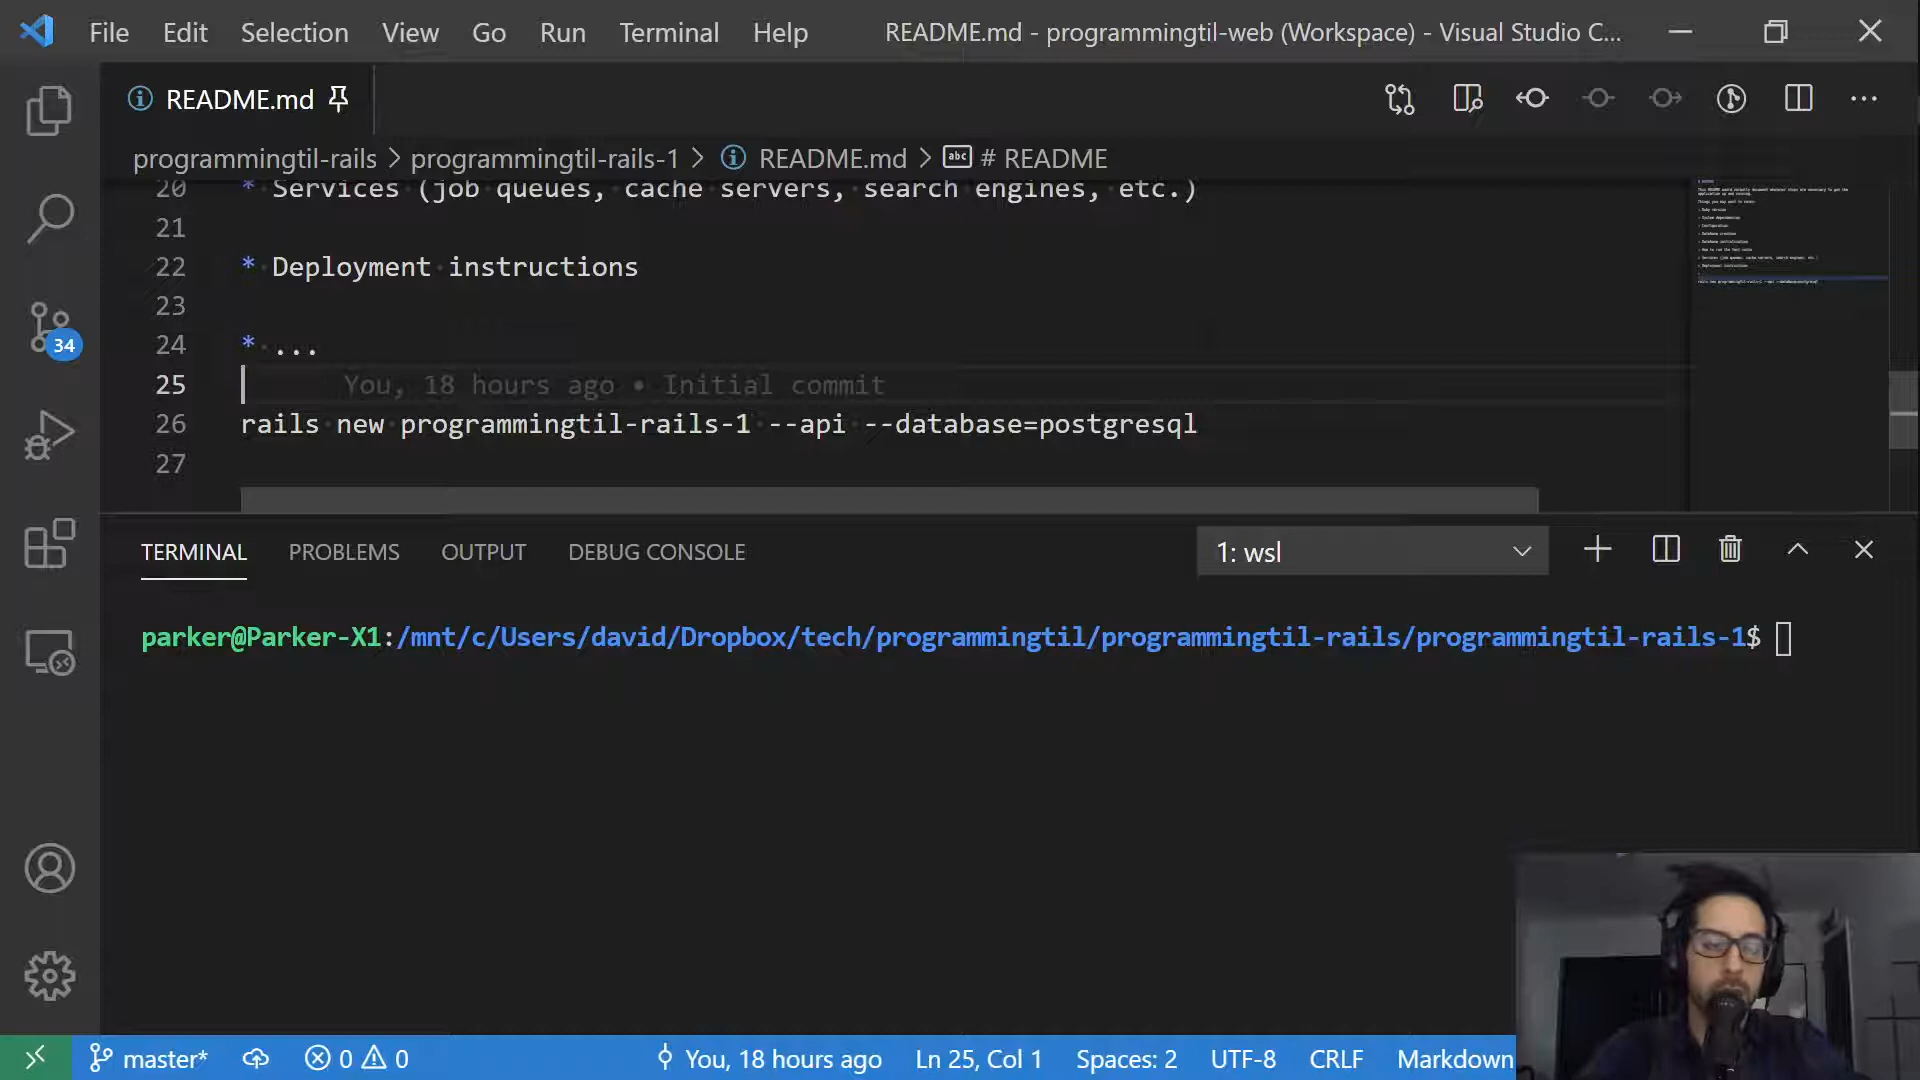 File Edit Selection View Go Run Terminal Help README.md - programmingtil-web (Workspace) - Visual Studio C...
README.md
programmingtil-rails > programmingtil-rails-1 > README.md > # README
20 * Services (job queues, cache servers, search engines, etc.)
21
22 * Deployment instructions
23
24 * ...
25 You, 18 hours ago • Initial commit
26 rails new programmingtil-rails-1 --api --database=postgresql
27
34
TERMINAL PROBLEMS OUTPUT DEBUG CONSOLE 1: wsl
parker@Parker-X1:/mnt/c/Users/david/Dropbox/tech/programmingtil/programmingtil-rails/programmingtil-rails-1$
master* 0 0 You, 18 hours ago Ln 25, Col 1 Spaces: 2 UTF-8 CRLF Markdown